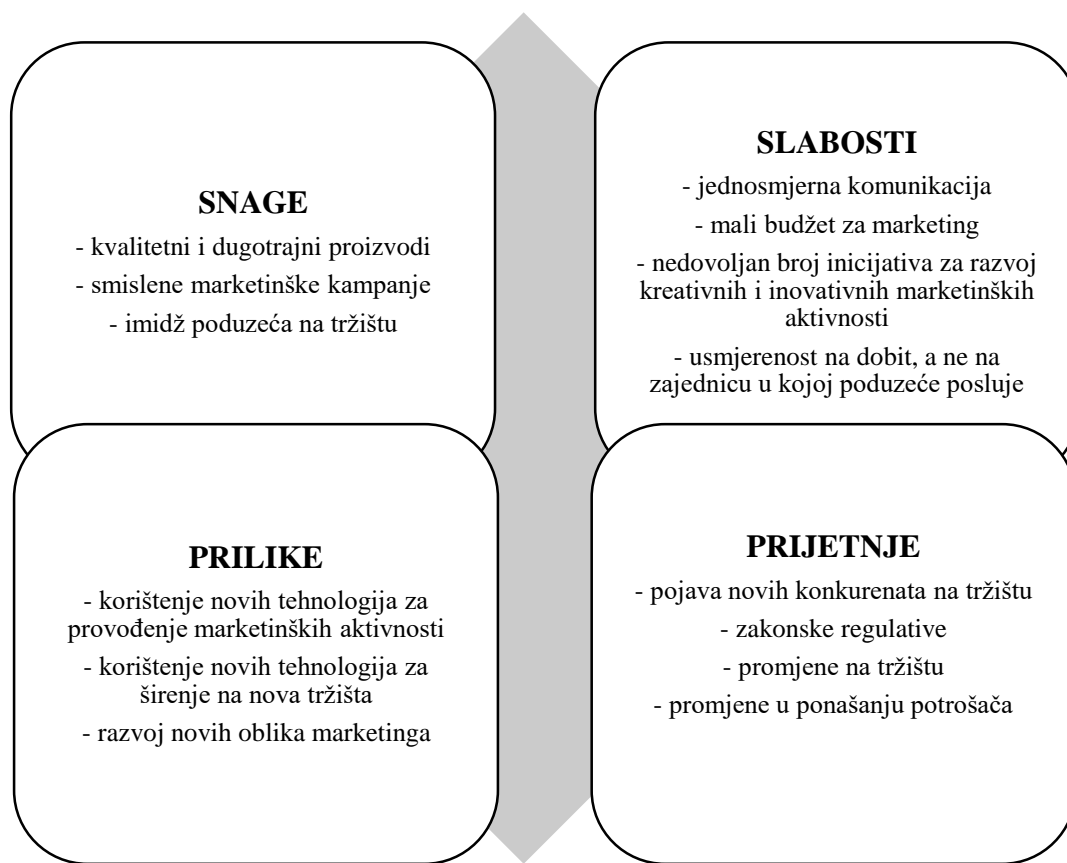 SNAGE
- kvalitetni i dugotrajni proizvodi
- smislene marketinške kampanje
- imidž poduzeća na tržištu
SLABOSTI
- jednosmjerna komunikacija
- mali budžet za marketing
- nedovoljan broj inicijativa za razvoj
kreativnih i inovativnih marketinških
aktivnosti
- usmjerenost na dobit, a ne na
zajednicu u kojoj poduzeće posluje
PRILIKE
- korištenje novih tehnologija za
provođenje marketinških aktivnosti
- korištenje novih tehnologija za
širenje na nova tržišta
- razvoj novih oblika marketinga
PRIJETNJE
- pojava novih konkurenata na tržištu
- zakonske regulative
- promjene na tržištu
- promjene u ponašanju potrošača